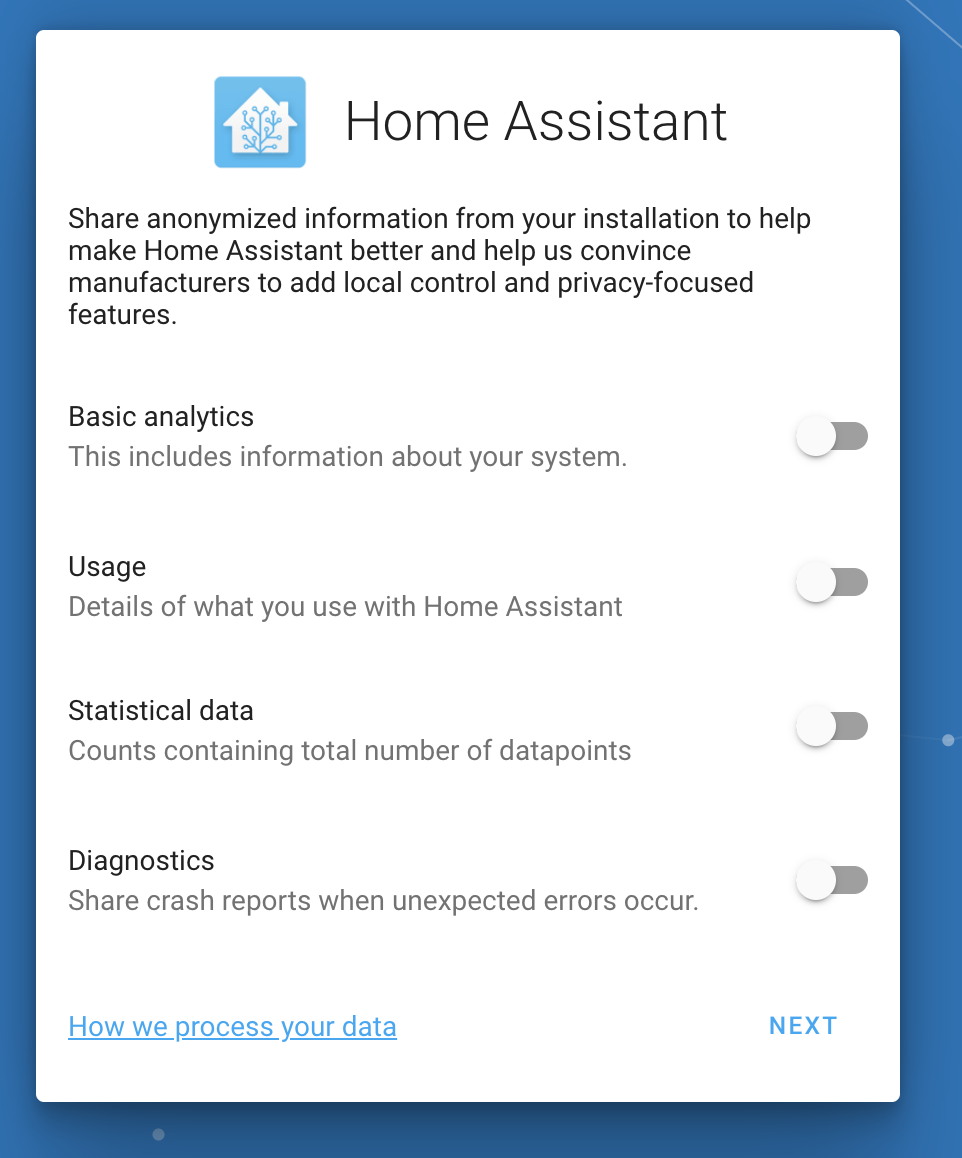 Home Assistant
Share anonymized information from your installation to help
make Home Assistant better and help us convince
manufacturers to add local control and privacy-focused
features.
Basic analytics
This includes information about your system.
Usage
Details of what you use with Home Assistant
Statistical data
Counts containing total number of datapoints
Diagnostics
Share crash reports when unexpected errors occur.
How we process your data
NEXT